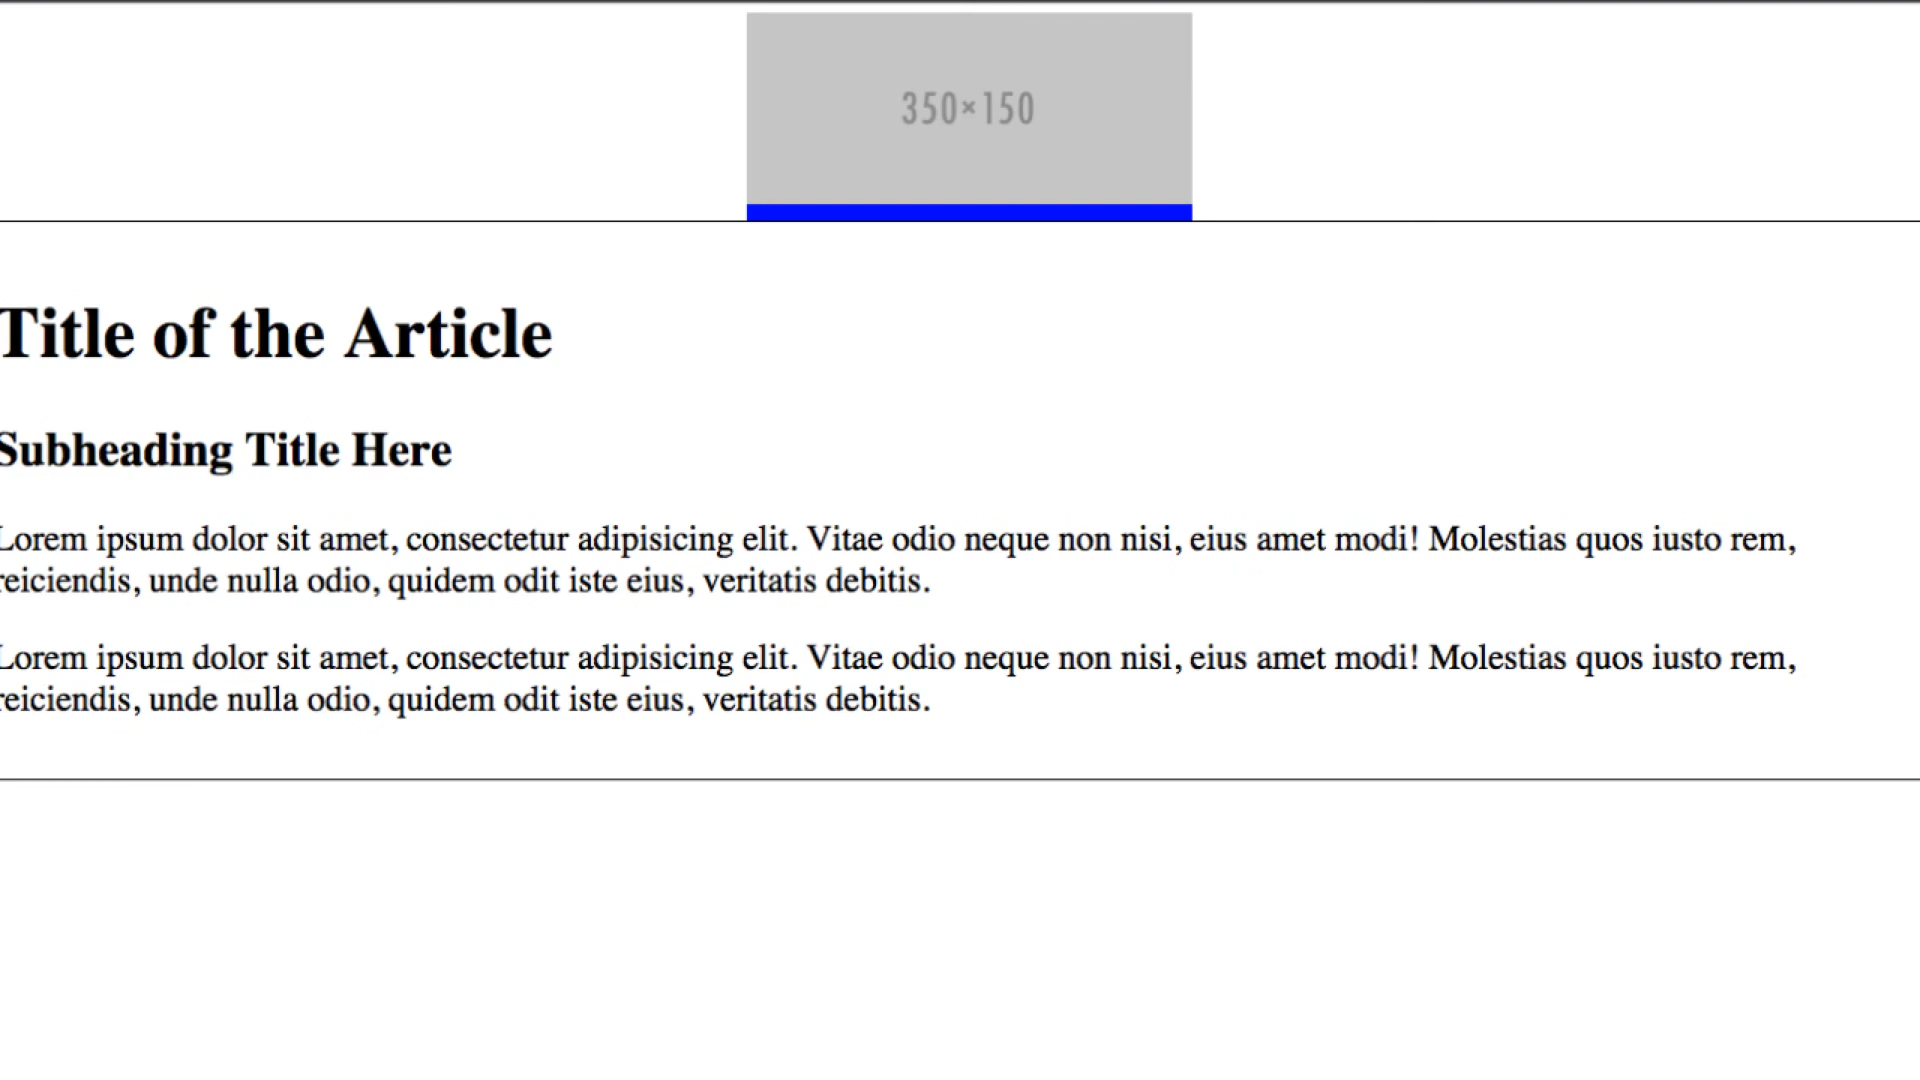 350×150
Title of the Article
Subheading Title Here
Lorem ipsum dolor sit amet, consectetur adipisicing elit. Vitae odio neque non nisi, eius amet modi! Molestias quos iusto rem,
reiciendis, unde nulla odio, quidem odit iste eius, veritatis debitis.
Lorem ipsum dolor sit amet, consectetur adipisicing elit. Vitae odio neque non nisi, eius amet modi! Molestias quos iusto rem,
reiciendis, unde nulla odio, quidem odit iste eius, veritatis debitis.